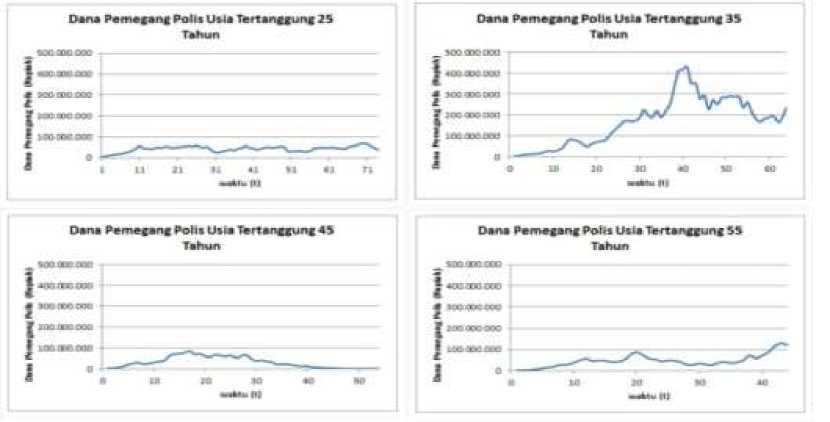 Dana Pemegang Polis Usia Tertanggung 25
Tahun
Dana Pemegang Polis (Rupiah)
500.000.000
400.000.000
300.000.000
200.000.000
100.000.000
0
1 11 21 31 41 51 61 71
waktu (t)
Dana Pemegang Polis Usia Tertanggung 35
Tahun
Dana Pemegang Polis (Rupiah)
500.000.000
400.000.000
300.000.000
200.000.000
100.000.000
0
0 10 20 30 40 50 60
waktu (t)
Dana Pemegang Polis Usia Tertanggung 45
Tahun
Dana Pemegang Polis (Rupiah)
500.000.000
400.000.000
300.000.000
200.000.000
100.000.000
0
0 10 20 30 40 50
waktu (t)
Dana Pemegang Polis Usia Tertanggung 55
Tahun
Dana Pemegang Polis (Rupiah)
500.000.000
400.000.000
300.000.000
200.000.000
100.000.000
0
0 10 20 30 40
waktu (t)